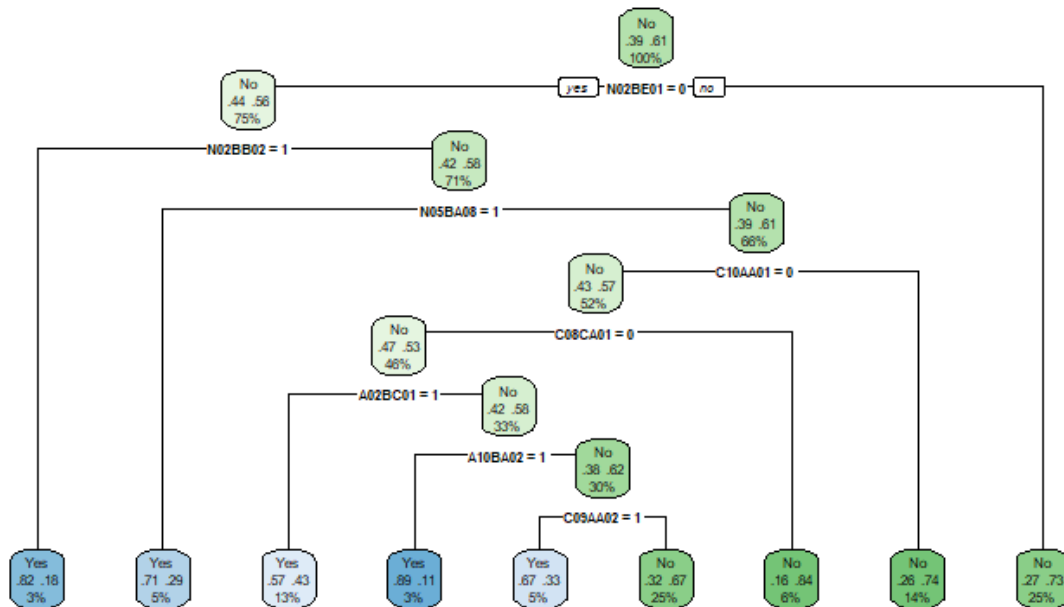 No
.39 .61
100%
yes N02BE01 = 0 no
No
.44 .56
75%
N02BB02 = 1
No
.42 .58
71%
N05BA08 = 1
No
.39 .61
66%
C10AA01 = 0
No
.43 .57
52%
C08CA01 = 0
No
.47 .53
46%
A02BC01 = 1
No
.42 .58
33%
A10BA02 = 1
No
.38 .62
30%
C09AA02 = 1
Yes
.82 .18
3%
Yes
.71 .29
5%
Yes
.57 .43
13%
Yes
.89 .11
3%
Yes
.67 .33
5%
No
.32 .67
25%
No
.16 .84
6%
No
.26 .74
14%
No
.27 .73
25%